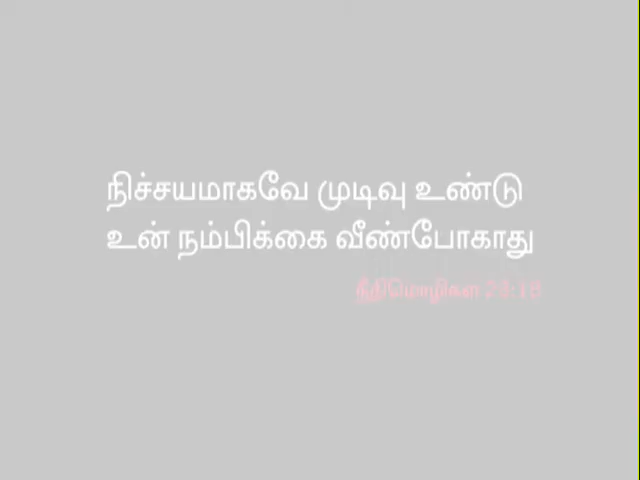 நிச்சயமாகவே முடிவு உண்டு
உன் நம்பிக்கை வீண்போகாது
நீதிமொழிகள் 23:18